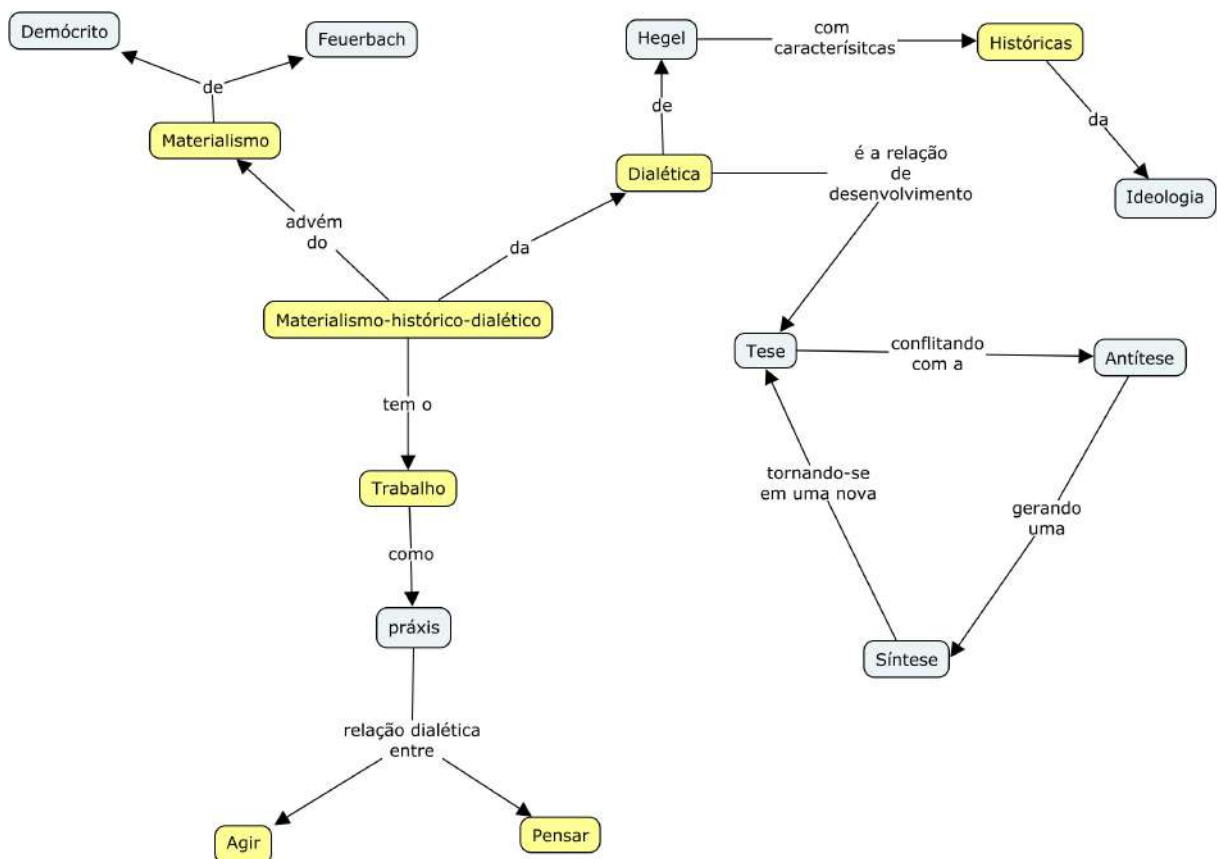 Demócrito
Feuerbach
de
Materialismo
advém
do
Hegel
com
caracterísitcas
Históricas
de
da
Dialética
é a relação
de
desenvolvimento
Ideologia
da
Materialismo-histórico-dialético
Tese
conflitando
com a
Antítese
tem o
tornando-se
em uma nova
gerando
uma
Trabalho
como
práxis
Síntese
relação dialética
entre
Agir
Pensar